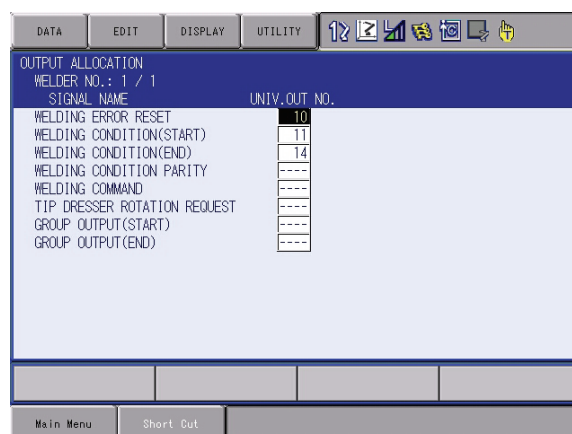 DATA EDIT DISPLAY UTILITY
OUTPUT ALLOCATION
WELDER NO.: 1 / 1
SIGNAL NAME UNIV.OUT NO.
WELDING ERROR RESET 10
WELDING CONDITION(START) 11
WELDING CONDITION(END) 14
WELDING CONDITION PARITY ----
WELDING COMMAND ----
TIP DRESSER ROTATION REQUEST ----
GROUP OUTPUT(START) ----
GROUP OUTPUT(END) ----
Main Menu Short Cut